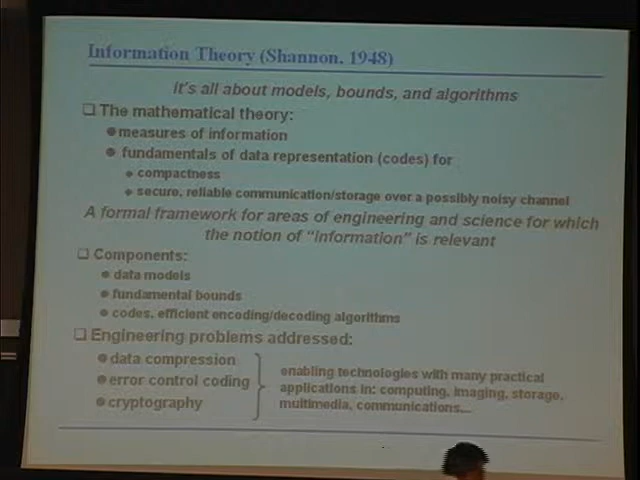 Information Theory (Shannon, 1948)
it's all about models, bounds, and algorithms
The mathematical theory:
measures of information
fundamentals of data representation (codes) for
compactness
secure, reliable communication/storage over a possibly noisy channel
A formal framework for areas of engineering and science for which
the notion of "information" is relevant
Components:
data models
fundamental bounds
codes, efficient encoding/decoding algorithms
Engineering problems addressed:
data compression
error control coding
cryptography
enabling technologies with many practical
applications in: computing, imaging, storage,
multimedia, communications...